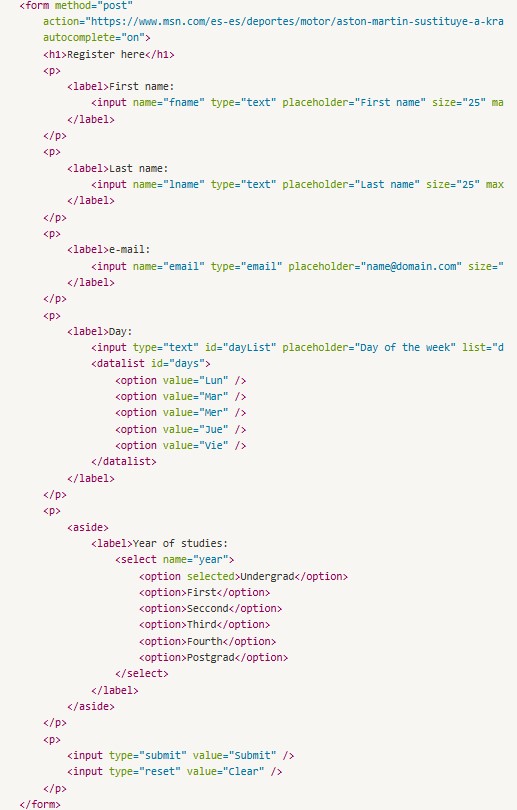 <form method="post"
action="https://www.msn.com/es-es/deportes/motor/aston-martin-sustituye-a-kra
autocomplete="on">
<h1>Register here</h1>
<p>
<label>First name:
<input name="fname" type="text" placeholder="First name" size="25" ma
</label>
</p>
<p>
<label>Last name:
<input name="lname" type="text" placeholder="Last name" size="25" max
</label>
</p>
<p>
<label>e-mail:
<input name="email" type="email" placeholder="name@domain.com" size="
</label>
</p>
<p>
<label>Day:
<input type="text" id="dayList" placeholder="Day of the week" list="d
<datalist id="days">
<option value="Lun" />
<option value="Mar" />
<option value="Mer" />
<option value="Jue" />
<option value="Vie" />
</datalist>
</label>
</p>
<p>
<aside>
<label>Year of studies:
<select name="year">
<option selected>Undergrad</option>
<option>First</option>
<option>Seccond</option>
<option>Third</option>
<option>Fourth</option>
<option>Postgrad</option>
</select>
</label>
</aside>
</p>
<p>
<input type="submit" value="Submit" />
<input type="reset" value="Clear" />
</p>
</form>